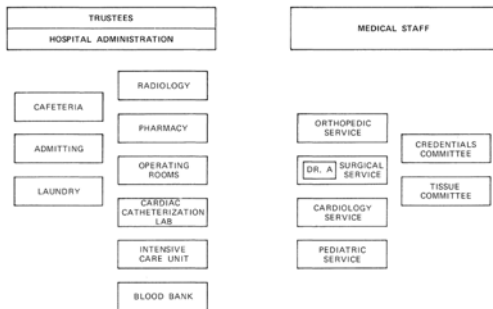 TRUSTEES
HOSPITAL ADMINISTRATION
MEDICAL STAFF
CAFETERIA
ADMITTING
LAUNDRY
RADIOLOGY
PHARMACY
OPERATING
ROOMS
CARDIAC
CATHETERIZATION
LAB
INTENSIVE
CARE UNIT
BLOOD BANK
ORTHOPEDIC
SERVICE
DR. A SURGICAL
SERVICE
CARDIOLOGY
SERVICE
PEDIATRIC
SERVICE
CREDENTIALS
COMMITTEE
TISSUE
COMMITTEE